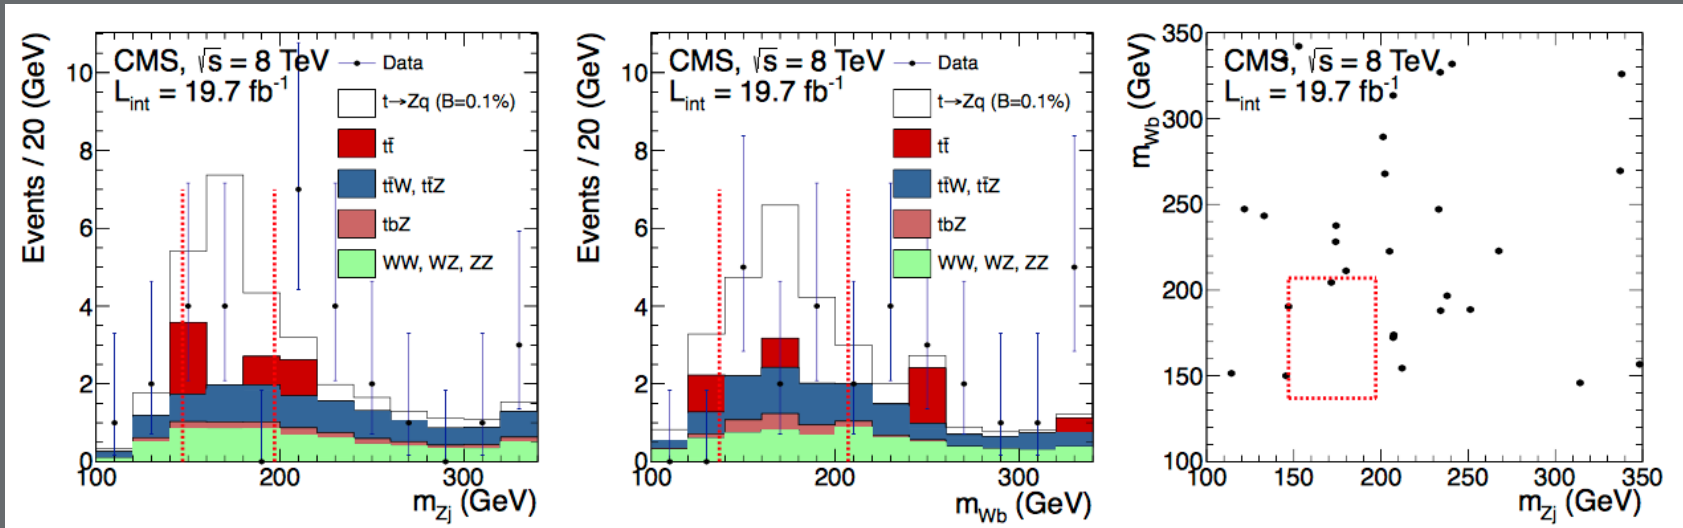 Events / 20 (GeV)
10
8
6
4
2
0
CMS, √s = 8 TeV
L_int = 19.7 fb⁻¹
Data
t→Zq (B=0.1%)
tt̄
tt̄W, tt̄Z
tbZ
WW, WZ, ZZ
100 200 300
m_Zj (GeV)
Events / 20 (GeV)
10
8
6
4
2
0
CMS, √s = 8 TeV
L_int = 19.7 fb⁻¹
Data
t→Zq (B=0.1%)
tt̄
tt̄W, tt̄Z
tbZ
WW, WZ, ZZ
100 200 300
m_Wb (GeV)
m_Wb (GeV)
350
300
250
200
150
100
CMS, √s = 8 TeV
L_int = 19.7 fb⁻¹
100 150 200 250 300 350
m_Zj (GeV)